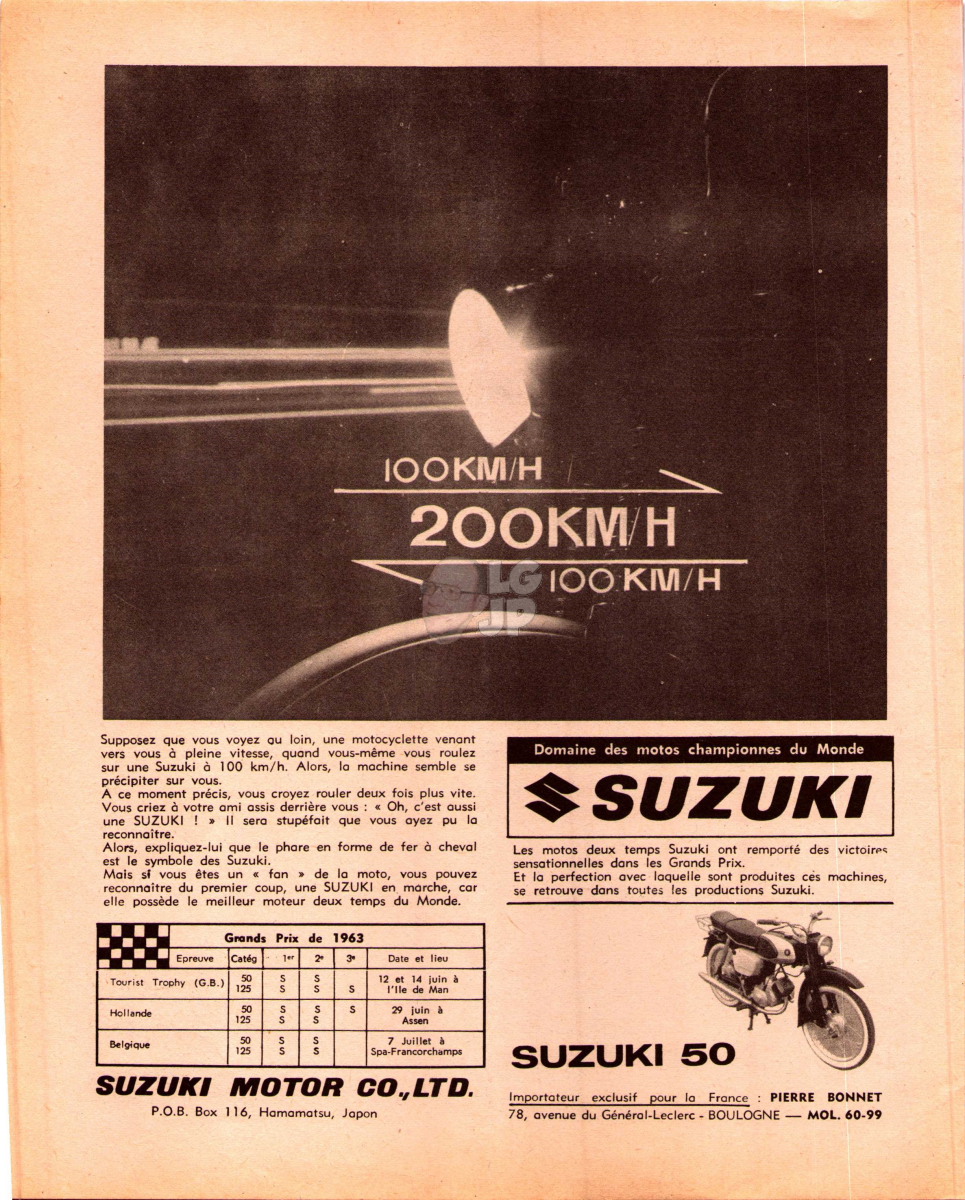 100KM/H
200KM/H
100 KM/H
LG
JP
Supposez que vous voyez au loin, une motocyclette venant
vers vous à pleine vitesse, quand vous-même vous roulez
sur une Suzuki à 100 km/h. Alors, la machine semble se
précipiter sur vous.
A ce moment précis, vous croyez rouler deux fois plus vite.
Vous criez à votre ami assis derrière vous : « Oh, c'est aussi
une SUZUKI ! » Il sera stupéfait que vous ayez pu la
reconnaître.
Alors, expliquez-lui que le phare en forme de fer à cheval
est le symbole des Suzuki.
Mais si vous êtes un « fan » de la moto, vous pouvez
reconnaître du premier coup, une SUZUKI en marche, car
elle possède le meilleur moteur deux temps du Monde.
Grands Prix de 1963
Epreuve Catég 1er 2e 3e Date et lieu
Tourist Trophy (G.B.) 50 S S 12 et 14 juin à
125 S S S l'Ile de Man
Hollande 50 S S S 29 juin à
125 S S Assen
Belgique 50 S S 7 Juillet à
125 S S Spa-Francorchamps
SUZUKI MOTOR CO., LTD.
P.O.B. Box 116, Hamamatsu, Japon
Domaine des motos championnes du Monde
SUZUKI
Les motos deux temps Suzuki ont remporté des victoires
sensationnelles dans les Grands Prix.
Et la perfection avec laquelle sont produites ces machines,
se retrouve dans toutes les productions Suzuki.
SUZUKI 50
Importateur exclusif pour la France : PIERRE BONNET
78, avenue du Général-Leclerc - BOULOGNE — MOL. 60-99